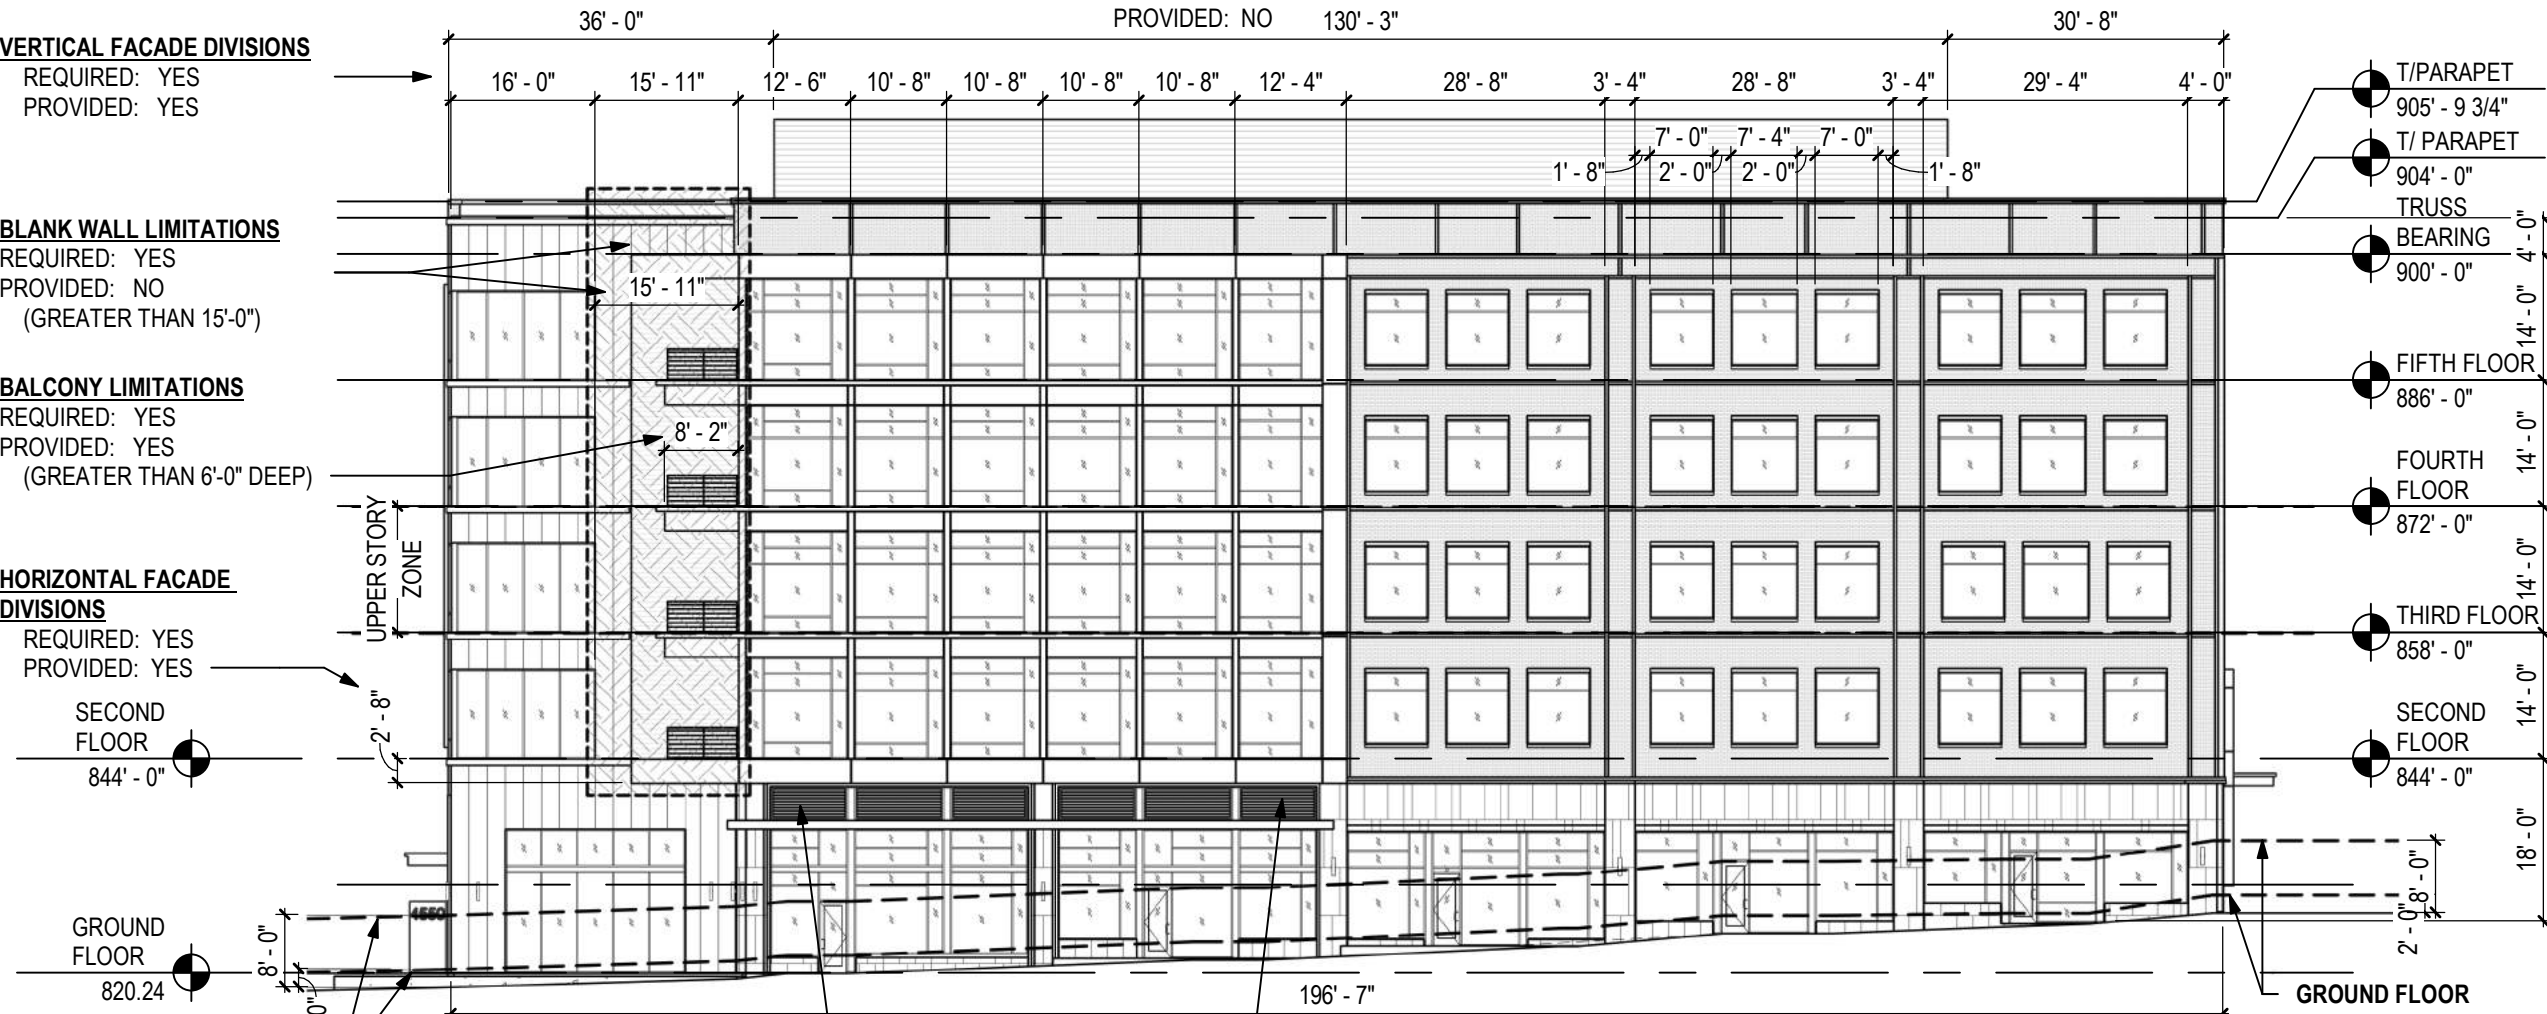 36' - 0"
PROVIDED: NO
130' - 3"
30' - 8"
VERTICAL FACADE DIVISIONS
REQUIRED: YES
PROVIDED: YES
16' - 0"
15' - 11"
12' - 6"
10' - 8"
10' - 8"
10' - 8"
10' - 8"
12' - 4"
28' - 8"
3' - 4"
28' - 8"
3' - 4"
29' - 4"
4' - 0"
7' - 0"
7' - 4"
7' - 0"
1' - 8"
2' - 0"
2' - 0"
1' - 8"
T/PARAPET
905' - 9 3/4"
T/ PARAPET
904' - 0"
TRUSS
BEARING
900' - 0"
4' - 0"
BLANK WALL LIMITATIONS
REQUIRED: YES
PROVIDED: NO
(GREATER THAN 15'-0")
15' - 11"
14' - 0"
FIFTH FLOOR
886' - 0"
BALCONY LIMITATIONS
REQUIRED: YES
PROVIDED: YES
(GREATER THAN 6'-0" DEEP)
8' - 2"
14' - 0"
FOURTH
FLOOR
872' - 0"
UPPER STORY
ZONE
14' - 0"
THIRD FLOOR
858' - 0"
HORIZONTAL FACADE
DIVISIONS
REQUIRED: YES
PROVIDED: YES
2' - 8"
14' - 0"
SECOND
FLOOR
844' - 0"
SECOND
FLOOR
844' - 0"
18' - 0"
4550
GROUND
FLOOR
820.24
8' - 0"
0"
8' - 0"
2' - 0"
196' - 7"
GROUND FLOOR